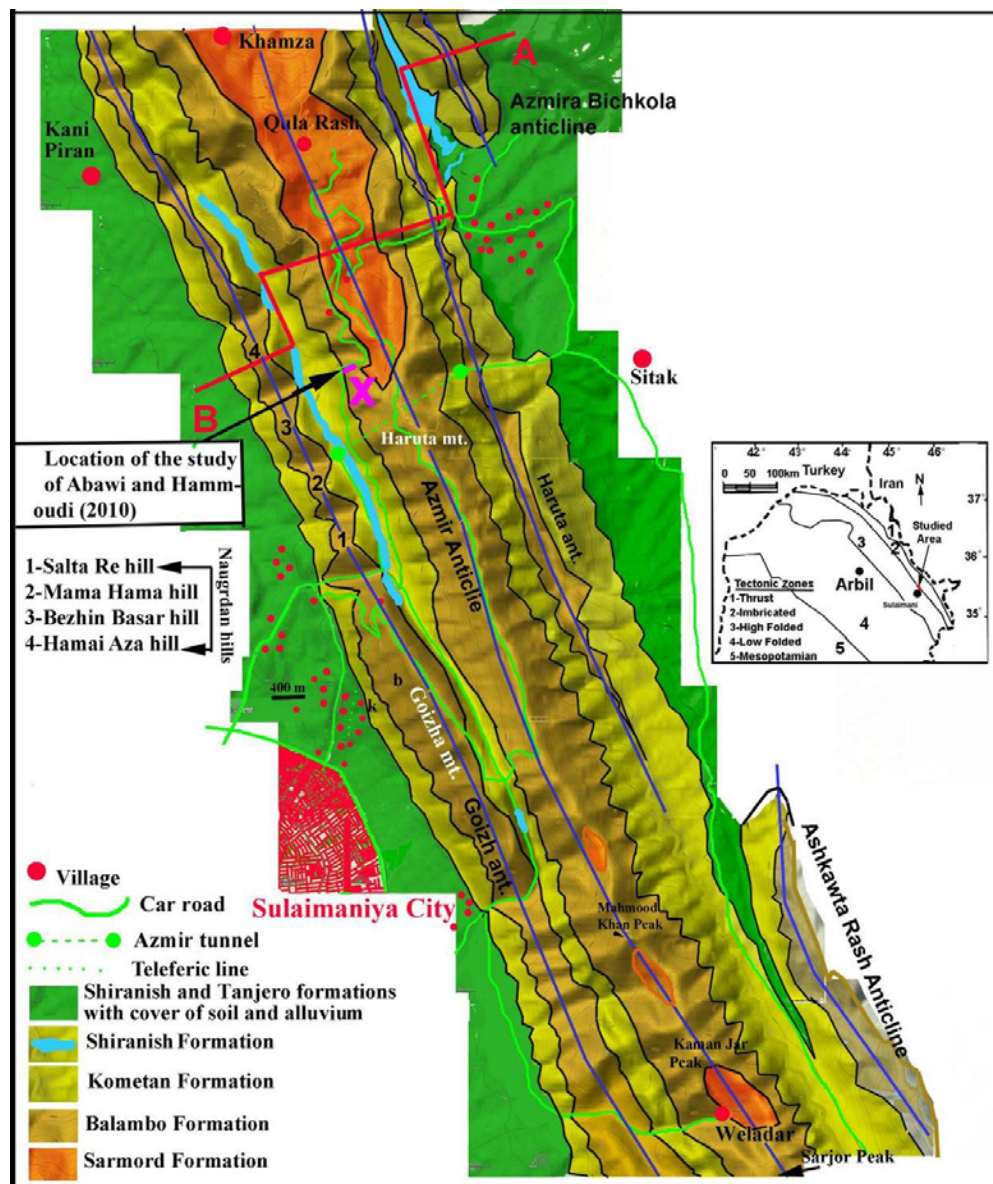 Khamza
A
Azmira Bichkola
anticline
Kani
Piran
Qula Rash
4
B
X
3
Sitak
Haruta mt.
Location of the study
of Abawi and Hamm-
oudi (2010)
2
1
Azmir Anticlie
Haruta ant.
1-Salta Re hill
2-Mama Hama hill
3-Bezhin Basar hill
4-Hamai Aza hill
Naugrdan hills
42 43 44 45 46
0 50 100km
Turkey
Iran
N
37
36
35
Studied
Area
1
2
3
4
5
Arbil
Sulaimani
Tectonic Zones
1-Thrust
2-Imbricated
3-High Folded
4-Low Folded
5-Mesopotamian
400 m
b
k
Goizha mt.
Goizh ant.
Ashkawta Rash Anticline
Mahmood
Khan Peak
Kaman Jar
Peak
Weladar
Sarjor Peak
Sulaimaniya City
Village
Car road
Azmir tunnel
Teleferic line
Shiranish and Tanjero formations
with cover of soil and alluvium
Shiranish Formation
Kometan Formation
Balambo Formation
Sarmord Formation